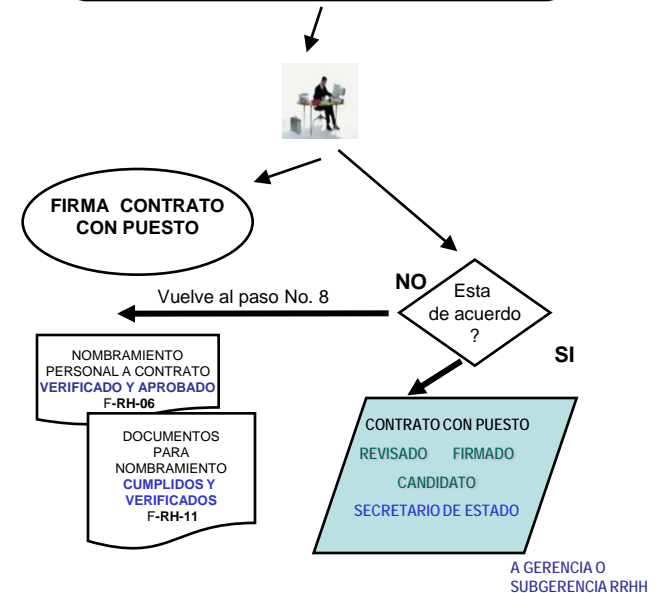 FIRMA CONTRATO
CON PUESTO
NO
Esta
de acuerdo
?
Vuelve al paso No. 8
SI
NOMBRAMIENTO
PERSONAL A CONTRATO
VERIFICADO Y APROBADO
F-RH-06
DOCUMENTOS
PARA
NOMBRAMIENTO
CUMPLIDOS Y
VERIFICADOS
F-RH-11
CONTRATO CON PUESTO
REVISADO FIRMADO
CANDIDATO
SECRETARIO DE ESTADO
A GERENCIA O
SUBGERENCIA RRHH